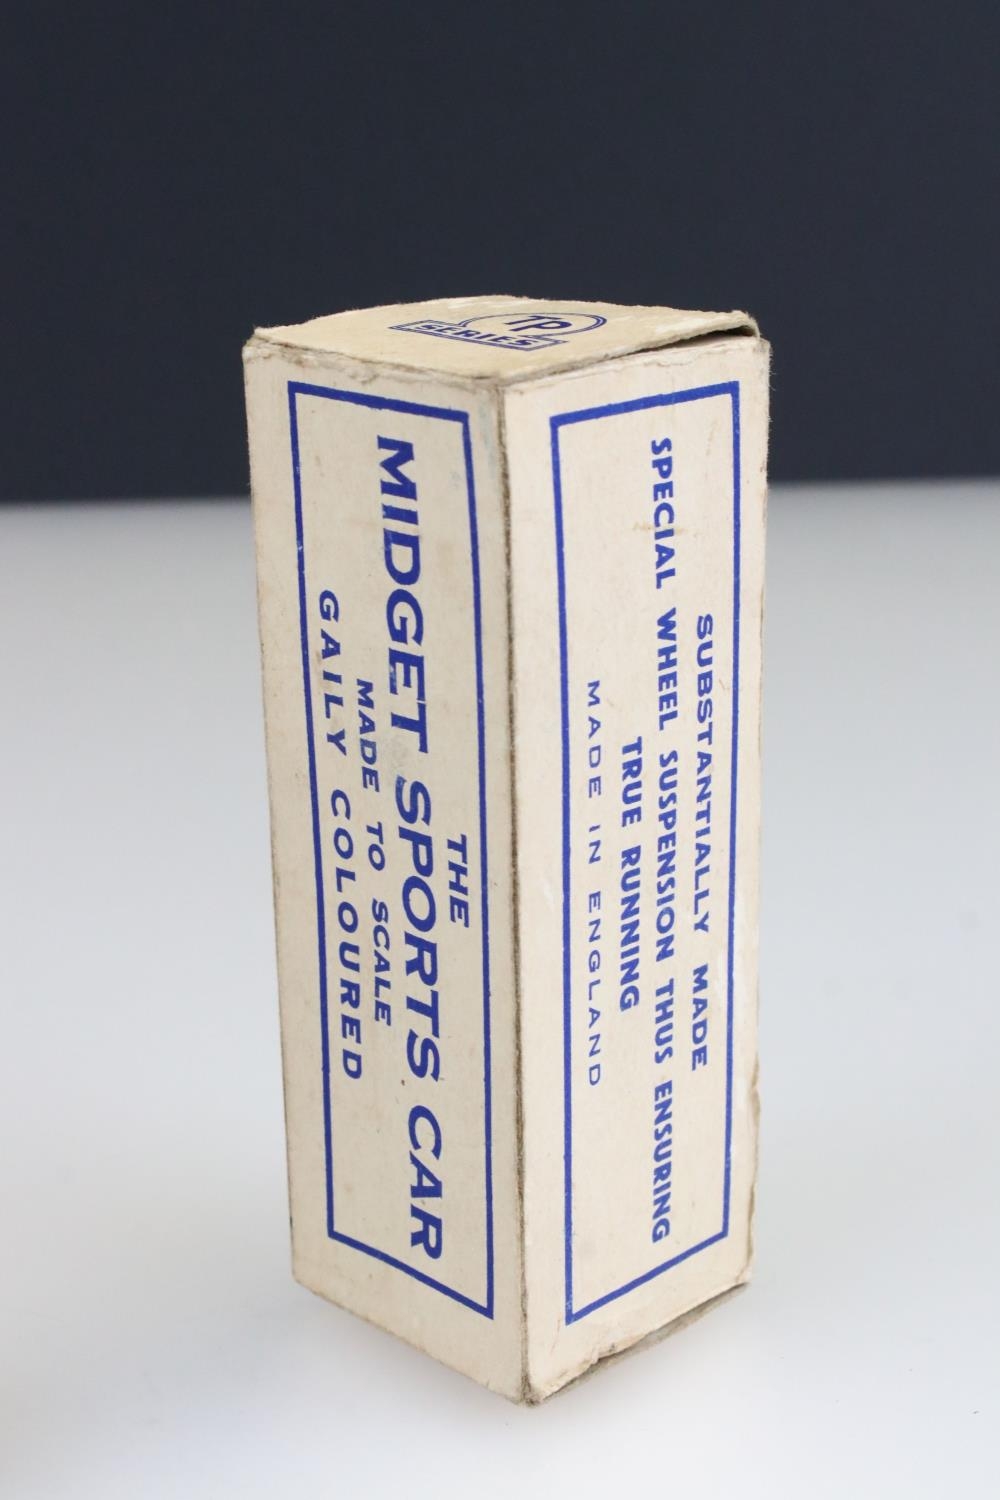 TP
SERIES
THE
MIDGET SPORTS CAR
MADE TO SCALE
GAILY COLOURED
SUBSTANTIALLY MADE
SPECIAL WHEEL SUSPENSION THUS ENSURING
TRUE RUNNING
MADE IN ENGLAND